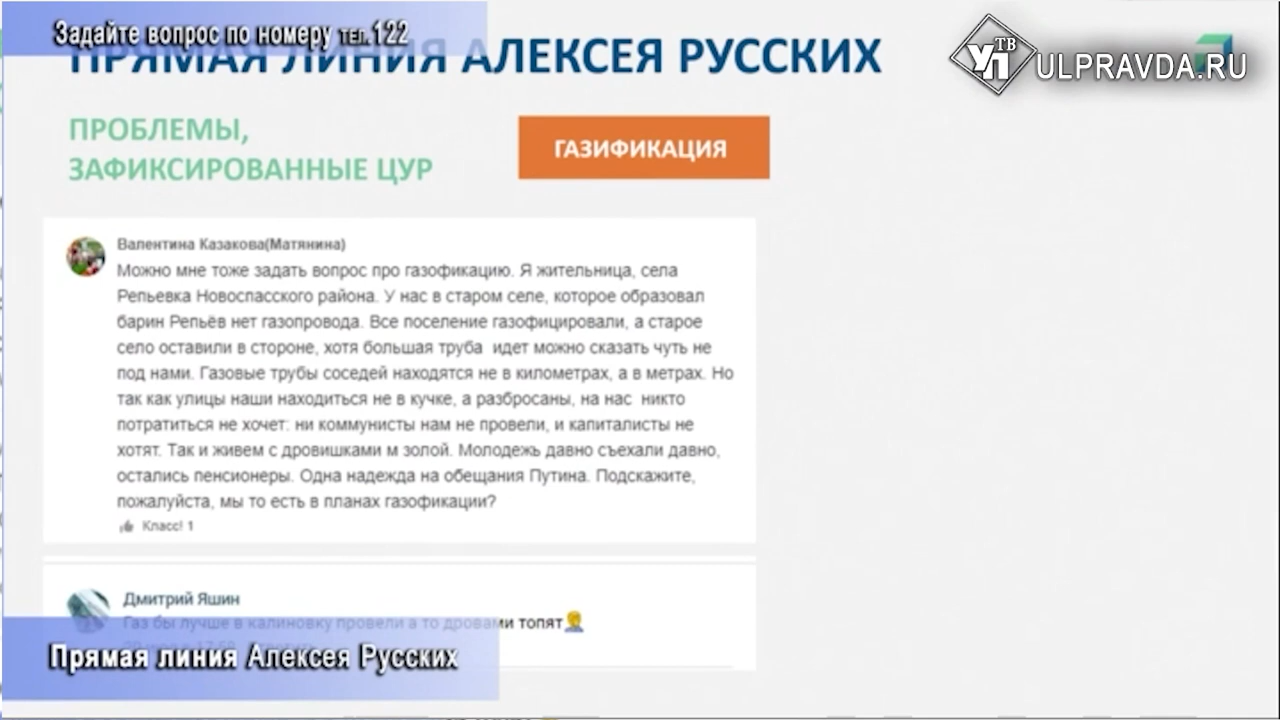 Задайте вопрос по номеру тел.122
ПРЯМАЯ ЛИНИЯ АЛЕКСЕЯ РУССКИХ
УП ТВ
ULPRAVDA.RU
ПРОБЛЕМЫ,
ЗАФИКСИРОВАННЫЕ ЦУР
ГАЗИФИКАЦИЯ
Валентина Казакова(Матянина)
Можно мне тоже задать вопрос про газофикацию. Я жительница, села
Репьевка Новоспасского района. У нас в старом селе, которое образовал
барин Репьёв нет газопровода. Все поселение газофицировали, а старое
село оставили в стороне, хотя большая труба идет можно сказать чуть не
под нами. Газовые трубы соседей находятся не в километрах, а в метрах. Но
так как улицы наши находиться не в кучке, а разбросаны, на нас никто
потратиться не хочет: ни коммунисты нам не провели, и капиталисты не
хотят. Так и живем с дровишками м золой. Молодежь давно съехали давно,
остались пенсионеры. Одна надежда на обещания Путина. Подскажите,
пожалуйста, мы то есть в планах газофикации?
Класс! 1
Дмитрий Яшин
Газ бы лучше в калиновку провели а то дровами топят🤦
Прямая линия Алексея Русских